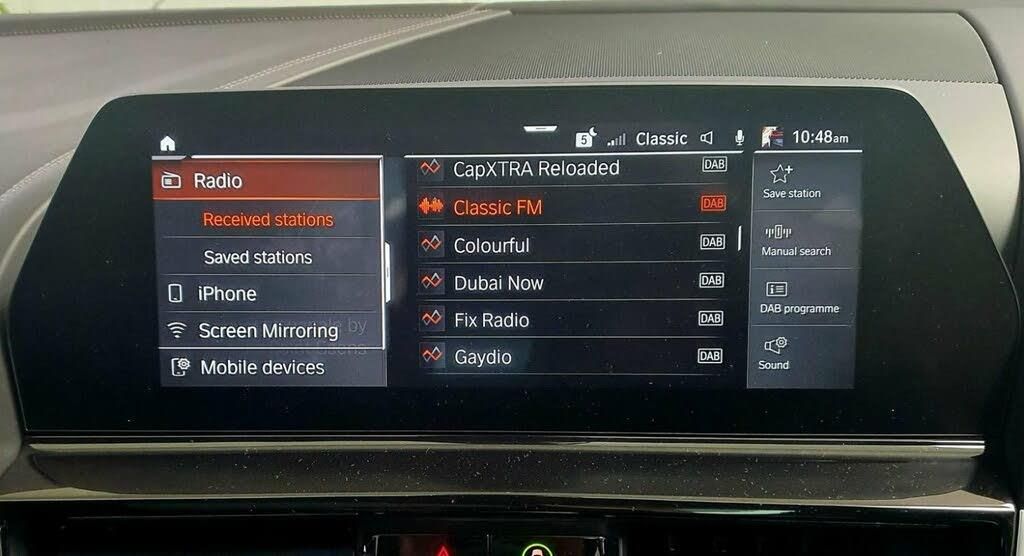 5 Classic 10:48am
Radio
Received stations
Saved stations
iPhone
Screen Mirroring
Mobile devices
CapXTRA Reloaded DAB
Classic FM DAB
Colourful DAB
Dubai Now DAB
Fix Radio DAB
Gaydio DAB
Save station
Manual search
DAB programme
Sound